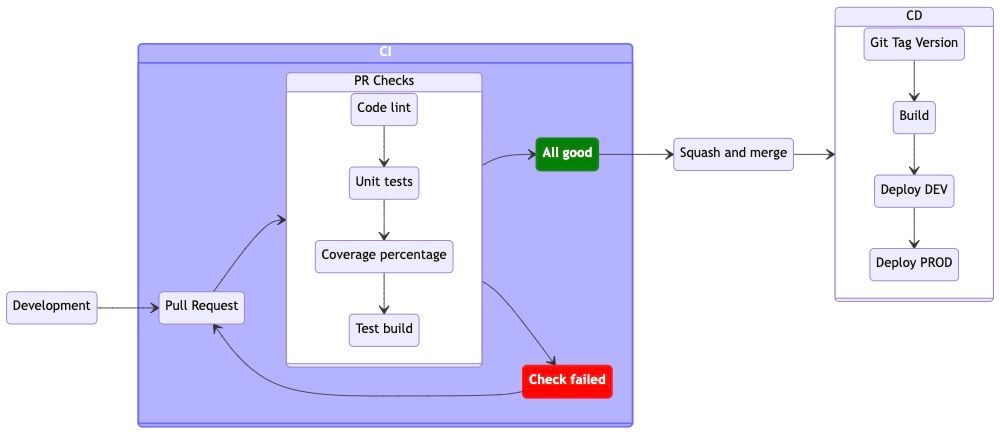 Development
CI
Pull Request
PR Checks
Code lint
Unit tests
Coverage percentage
Test build
All good
Check failed
Squash and merge
CD
Git Tag Version
Build
Deploy DEV
Deploy PROD